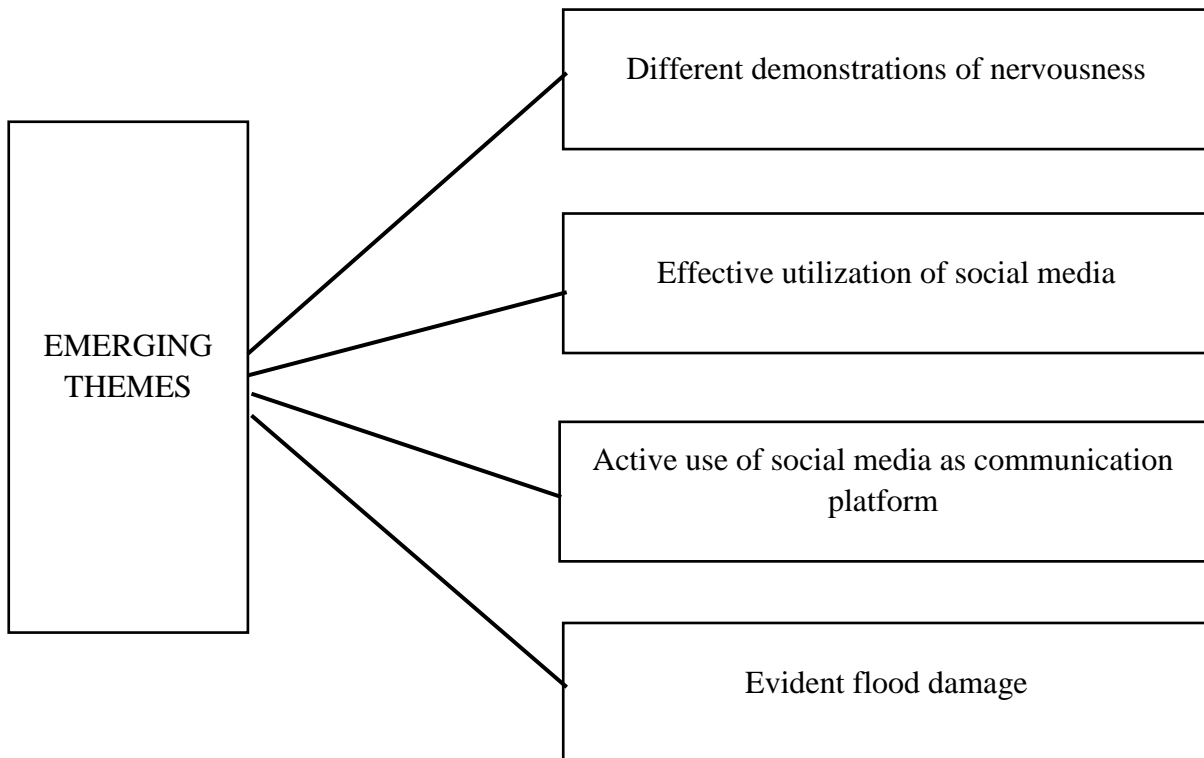 EMERGING
THEMES
Different demonstrations of nervousness
Effective utilization of social media
Active use of social media as communication
platform
Evident flood damage